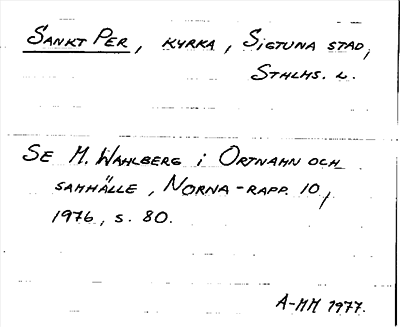 SANKT PER, KYRKA, SIGTUNA STAD,
STHLMS. L.
SE M. WAHLBERG i ORTNAMN OCH
SAMHÄLLE, NORNA-RAPP. 10,
1976, S. 80.
A-MM 1977.